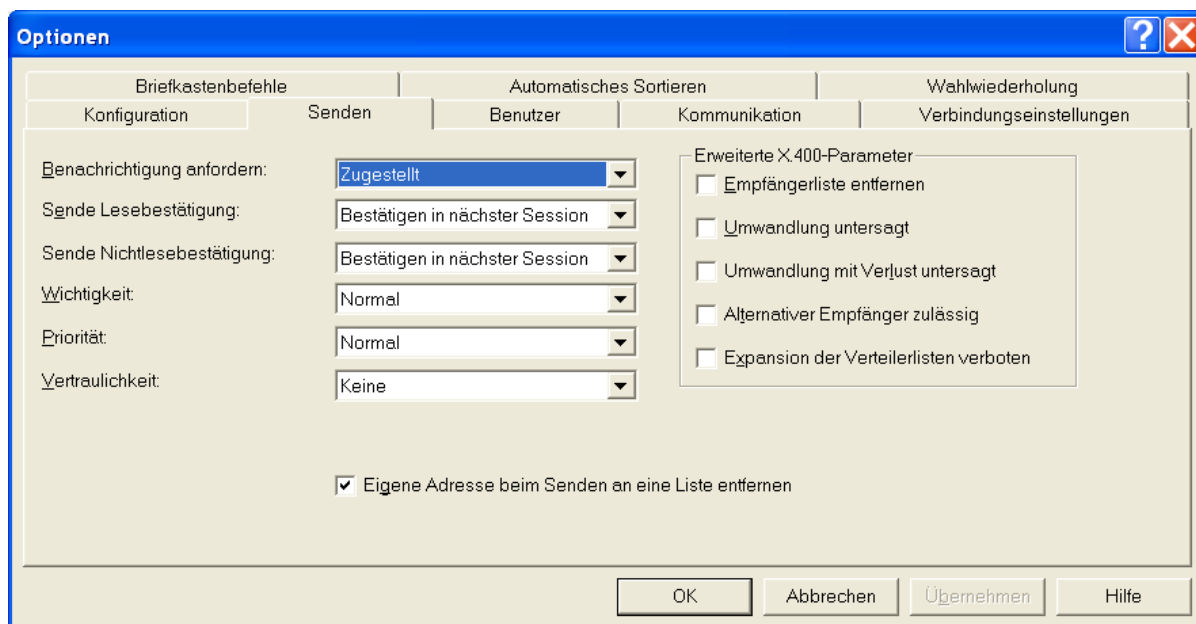 Optionen
Briefkastenbefehle Automatisches Sortieren Wahlwiederholung
Konfiguration Senden Benutzer Kommunikation Verbindungseinstellungen
Benachrichtigung anfordern: Zugestellt
Sende Lesebestätigung: Bestätigen in nächster Session
Sende Nichtlesebestätigung: Bestätigen in nächster Session
Wichtigkeit: Normal
Priorität: Normal
Vertraulichkeit: Keine
Erweiterte X.400-Parameter
Empfängerliste entfernen
Umwandlung untersagt
Umwandlung mit Verlust untersagt
Alternativer Empfänger zulässig
Expansion der Verteilerlisten verboten
Eigene Adresse beim Senden an eine Liste entfernen
OK Abbrechen Übernehmen Hilfe